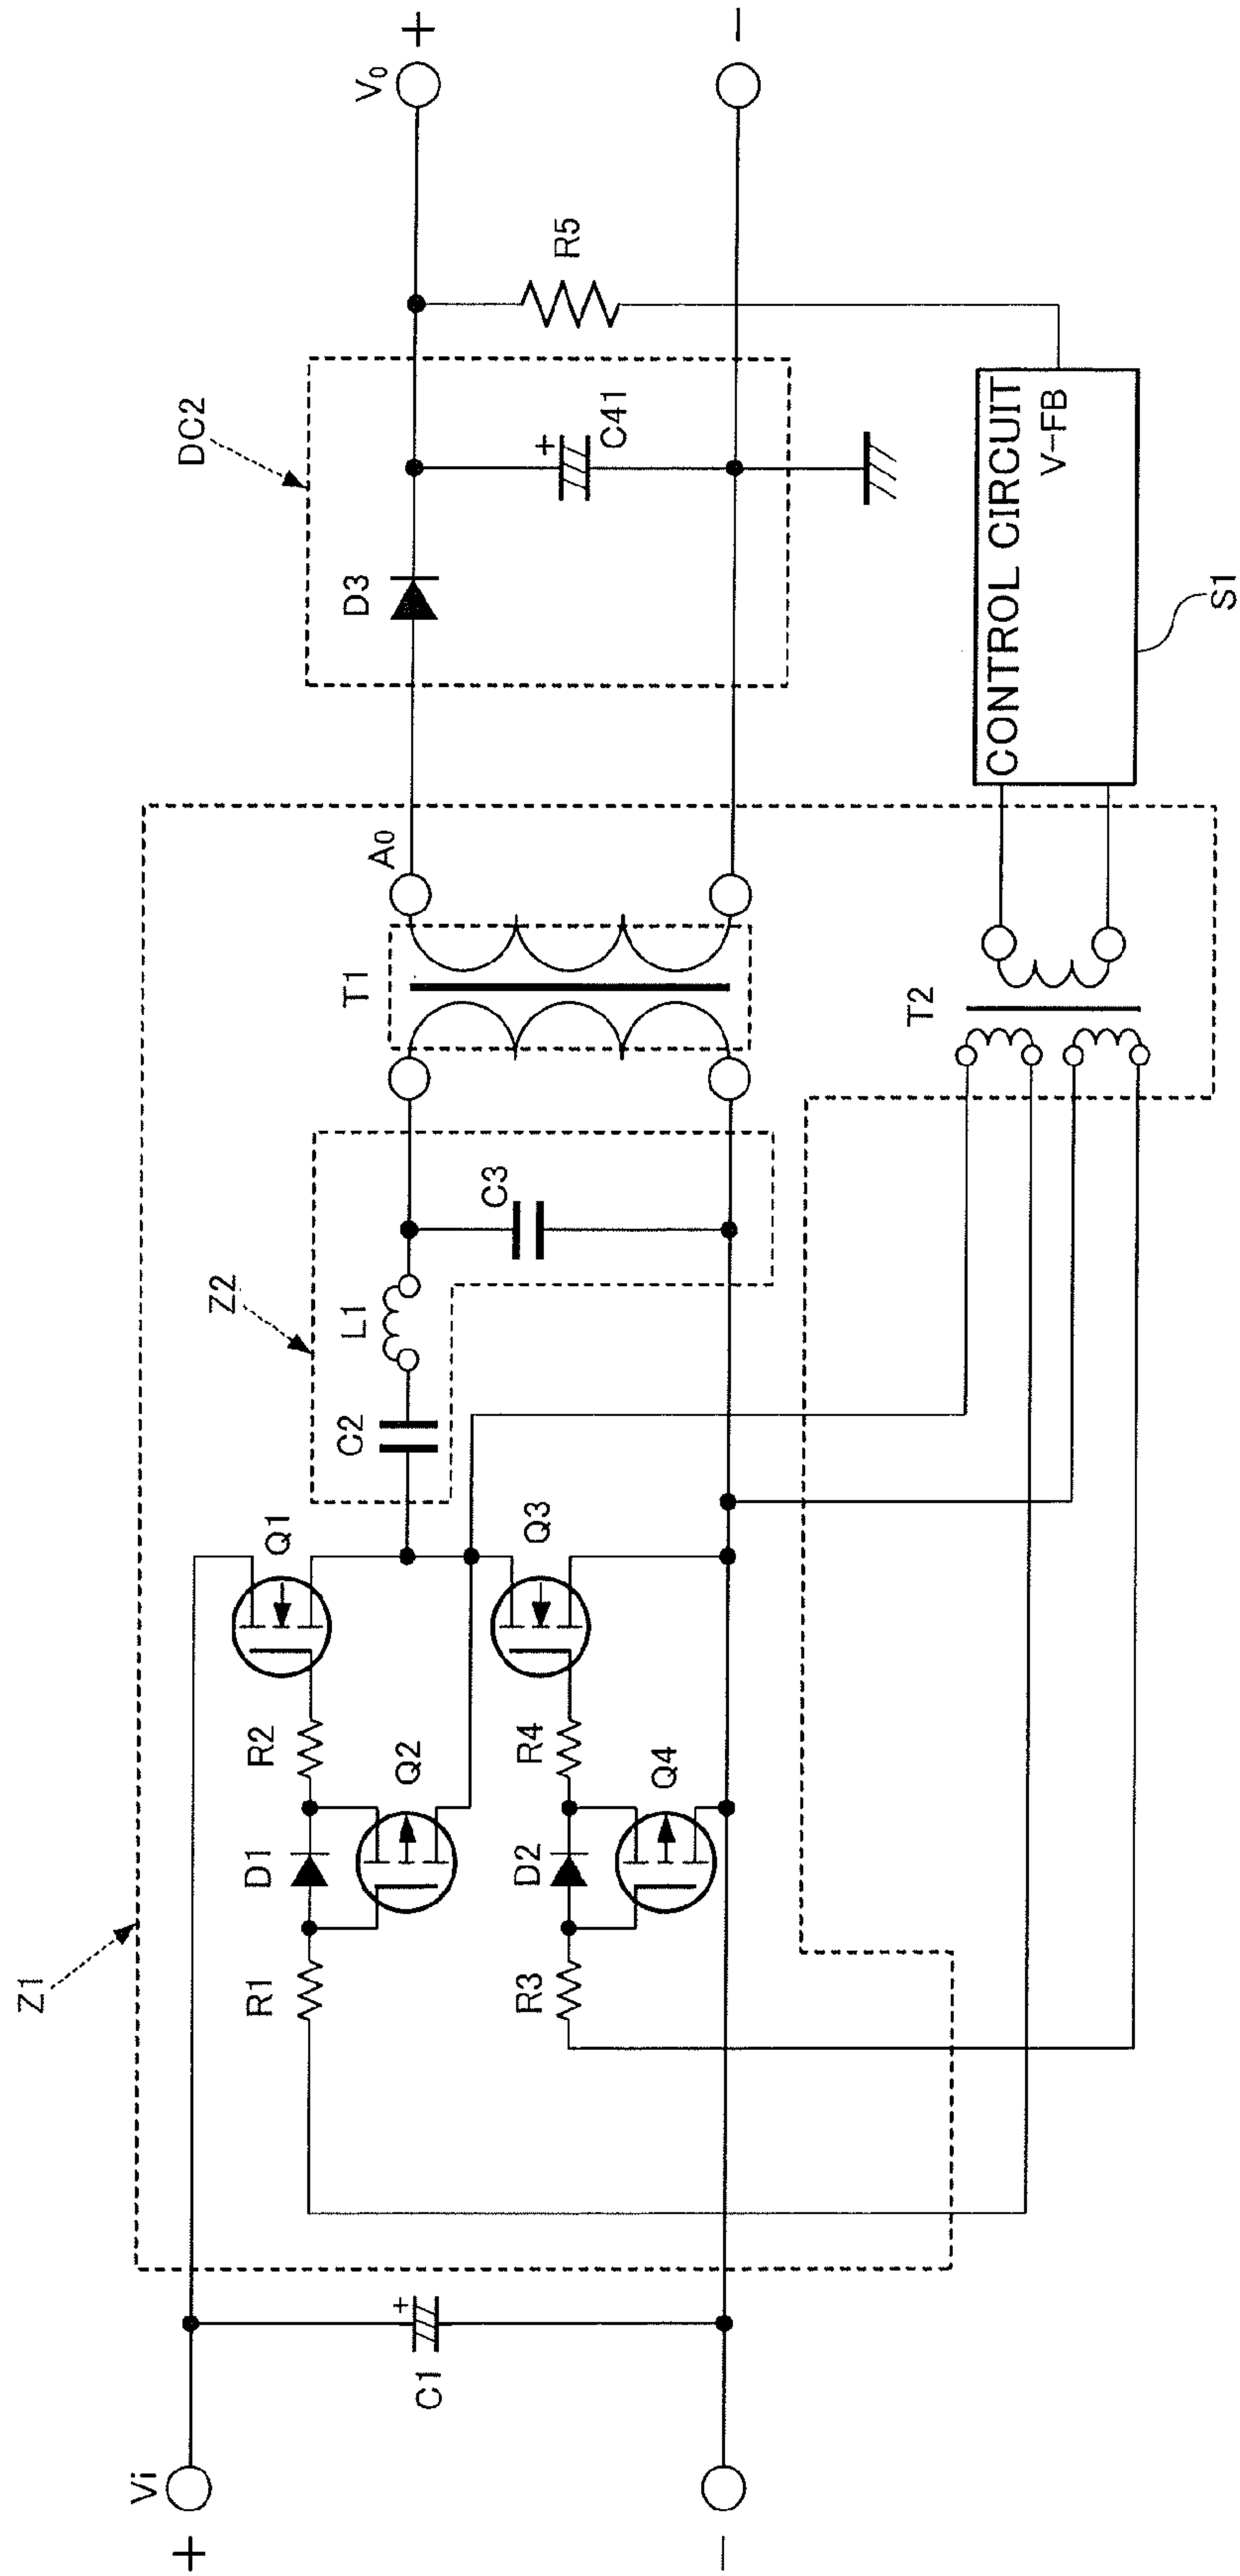 Z1
Z2
DC2
Vi
+
−
C1
+
R1
D1
R2
Q1
Q2
R3
D2
R4
Q3
Q4
C2
L1
C3
T1
A0
D3
+
C41
R5
V0
+
−
T2
CONTROL CIRCUIT
V-FB
S1